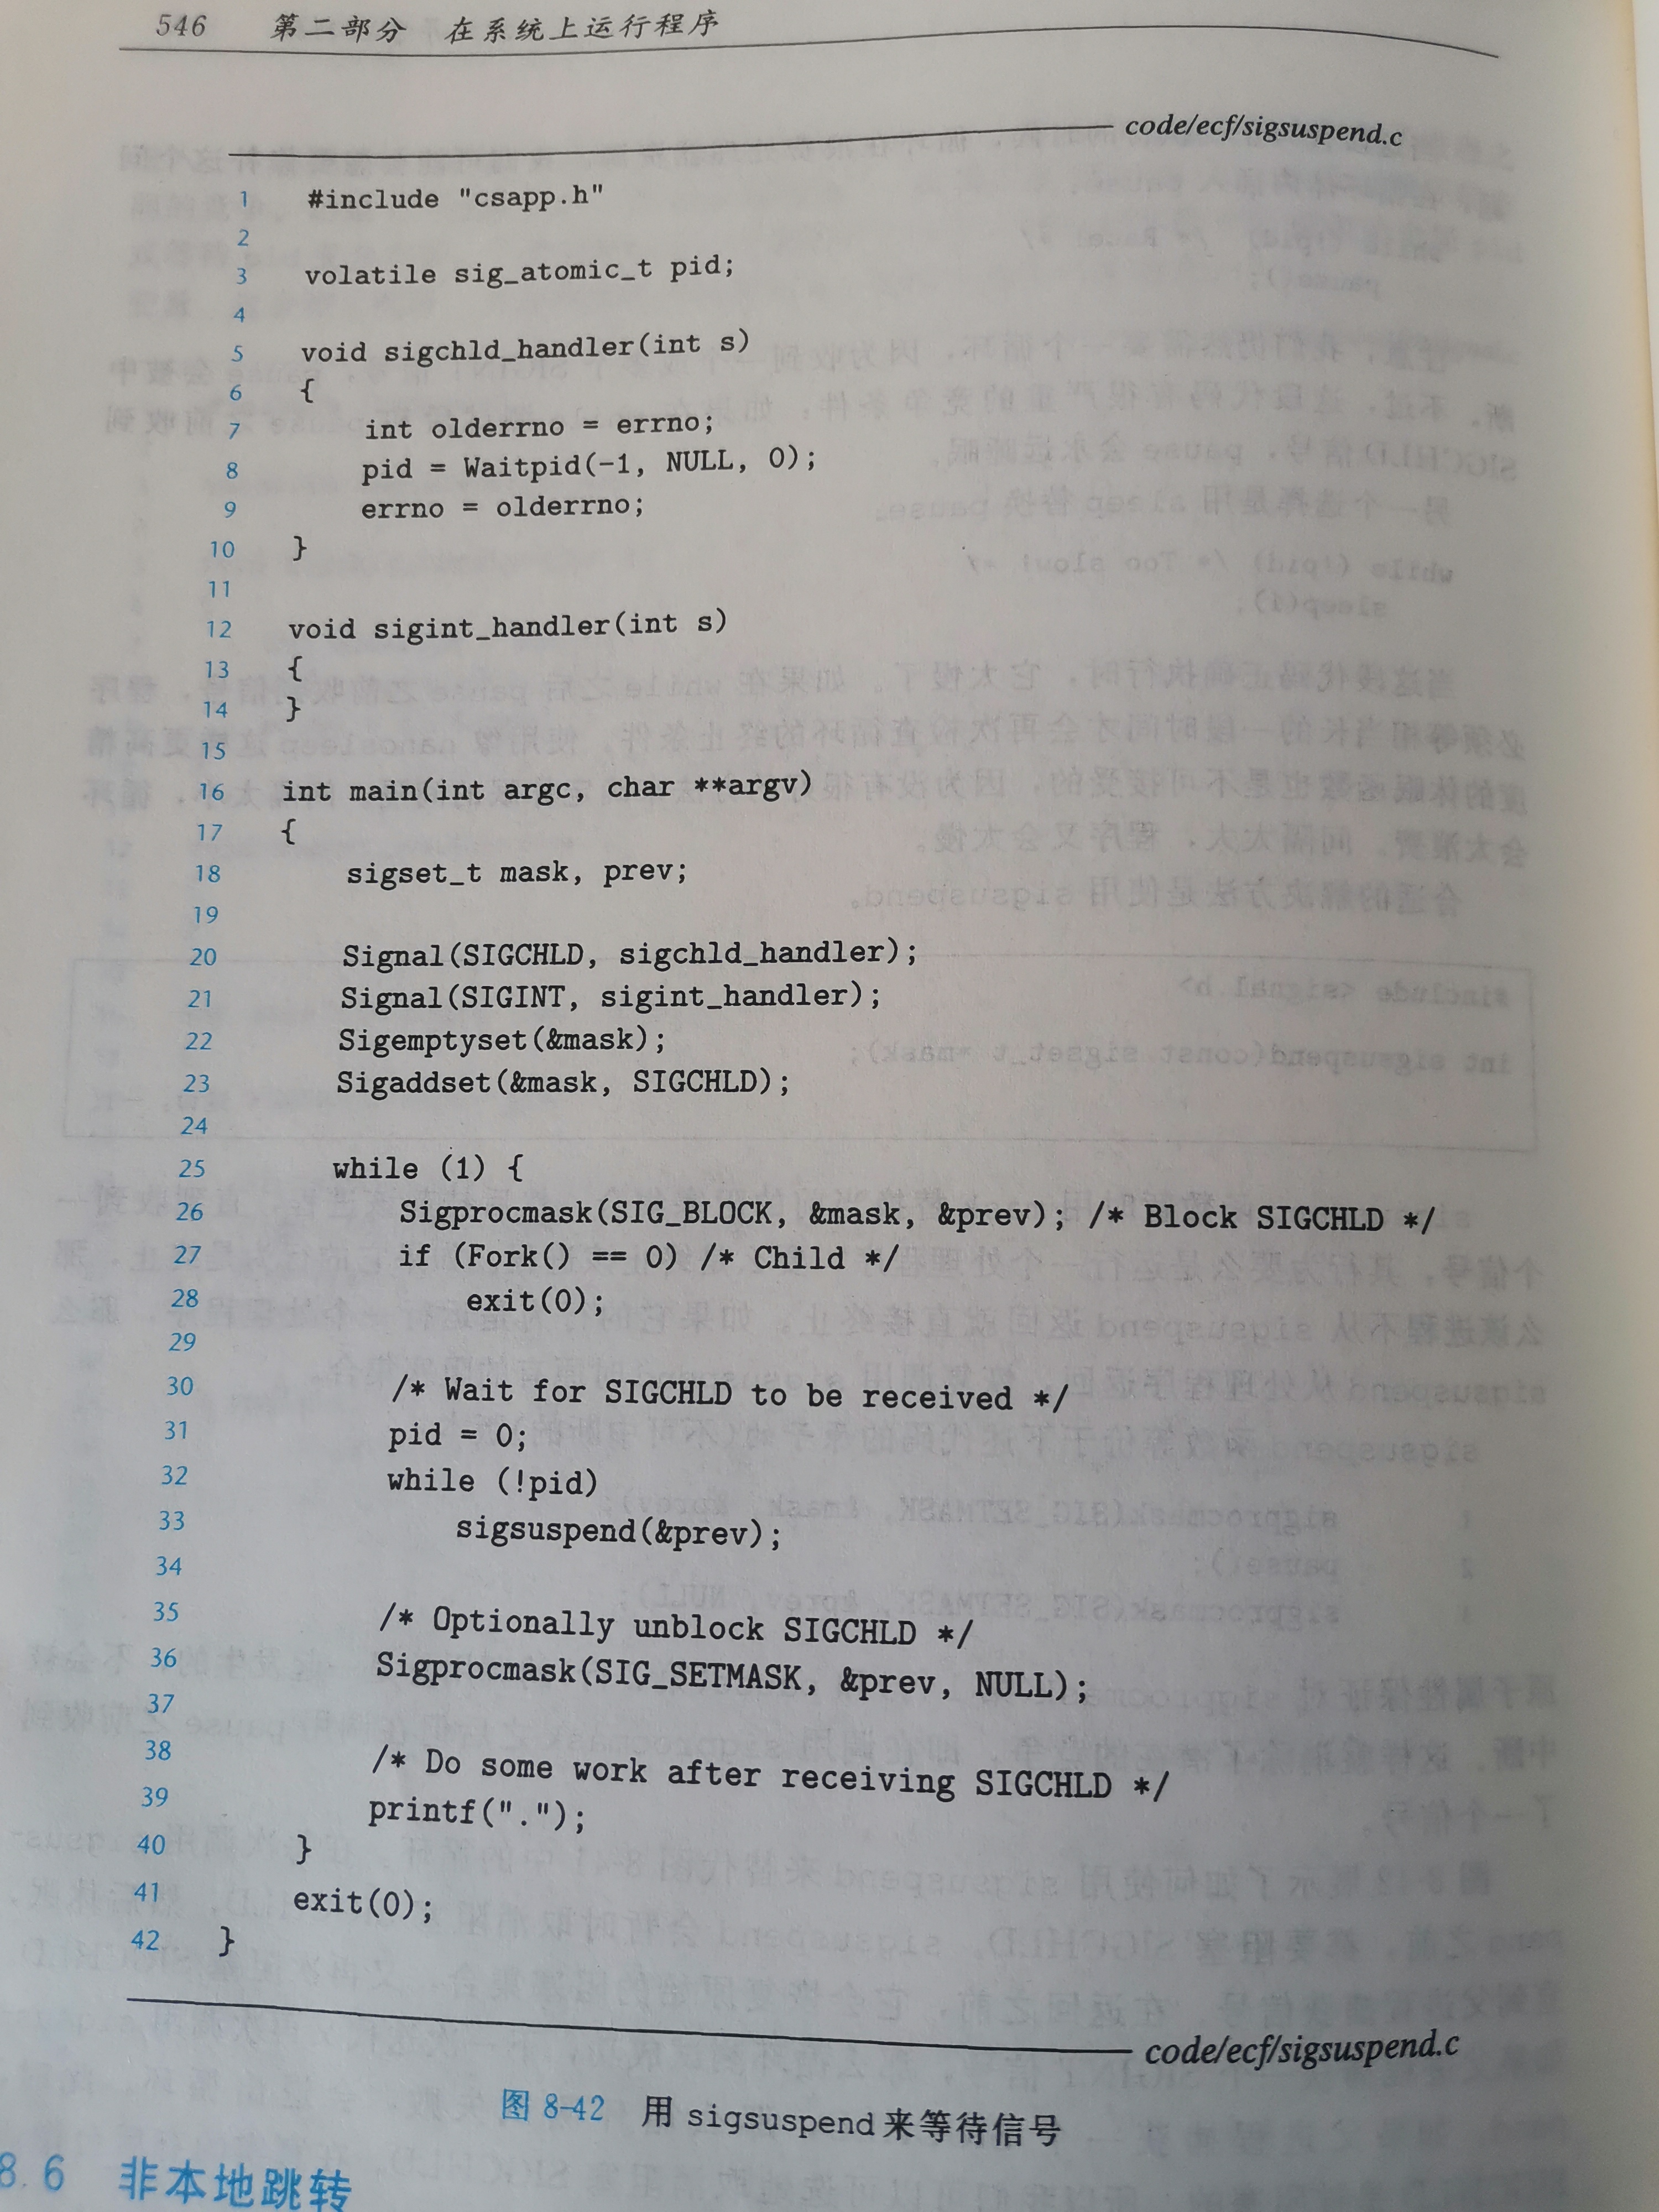 546 第二部分 在系统上运行程序
code/ecf/sigsuspend.c
1 #include "csapp.h"
2
3 volatile sig_atomic_t pid;
4
5 void sigchld_handler(int s)
6 {
7 int olderrno = errno;
8 pid = Waitpid(-1, NULL, 0);
9 errno = olderrno;
10 }
11
12 void sigint_handler(int s)
13 {
14 }
15
16 int main(int argc, char **argv)
17 {
18 sigset_t mask, prev;
19
20 Signal(SIGCHLD, sigchld_handler);
21 Signal(SIGINT, sigint_handler);
22 Sigemptyset(&mask);
23 Sigaddset(&mask, SIGCHLD);
24
25 while (1) {
26 Sigprocmask(SIG_BLOCK, &mask, &prev); /* Block SIGCHLD */
27 if (Fork() == 0) /* Child */
28 exit(0);
29
30 /* Wait for SIGCHLD to be received */
31 pid = 0;
32 while (!pid)
33 sigsuspend(&prev);
34
35 /* Optionally unblock SIGCHLD */
36 Sigprocmask(SIG_SETMASK, &prev, NULL);
37
38 /* Do some work after receiving SIGCHLD */
39 printf(".");
40 }
41 exit(0);
42 }
code/ecf/sigsuspend.c
图 8-42 用 sigsuspend 来等待信号
8.6 非本地跳转